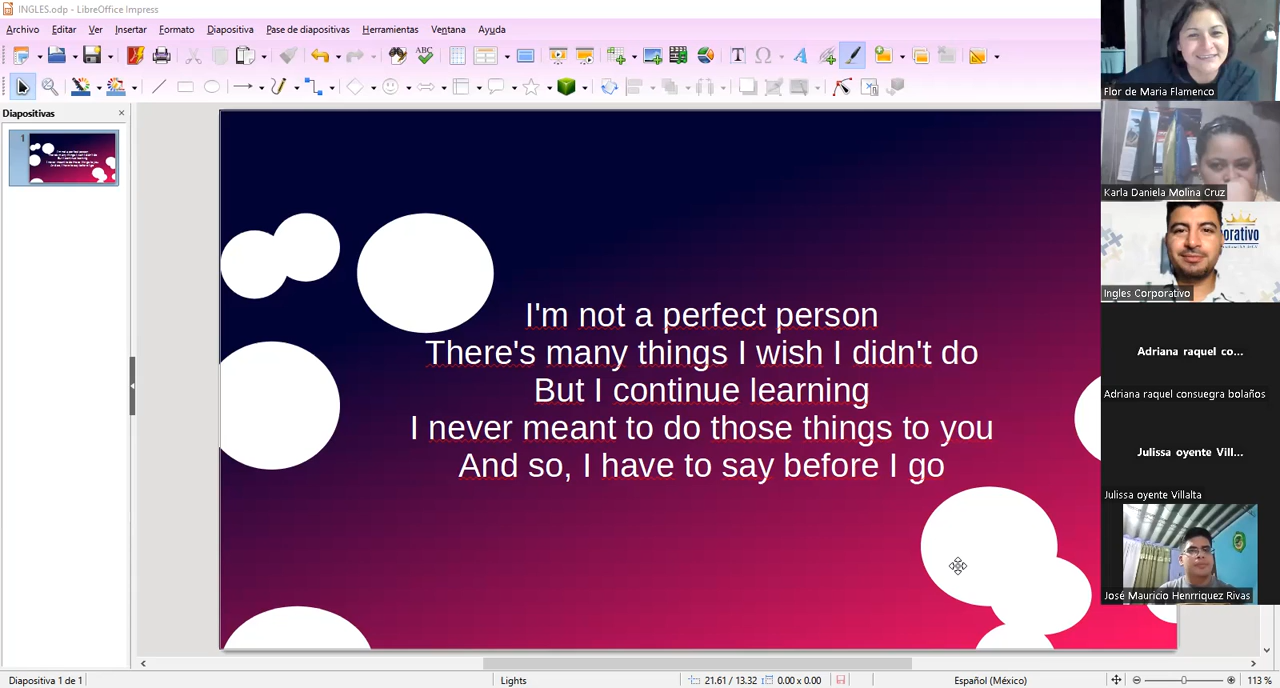 INGLES.odp - LibreOffice Impress
Archivo Editar Ver Insertar Formato Diapositiva Pase de diapositivas Herramientas Ventana Ayuda
Diapositivas
1
I'm not a perfect person
There's many things I wish I didn't do
But I continue learning
I never meant to do those things to you
And so, I have to say before I go
Flor de Maria Flamenco
Karla Daniela Molina Cruz
orativo
Ingles Corporativo
Adriana raquel co...
Adriana raquel consuegra bolaños
Julissa oyente Vill...
Julissa oyente Villalta
José Mauricio Henrriquez Rivas
Diapositiva 1 de 1 Lights 21.61 / 13.32 0.00 x 0.00 Español (México) 113 %